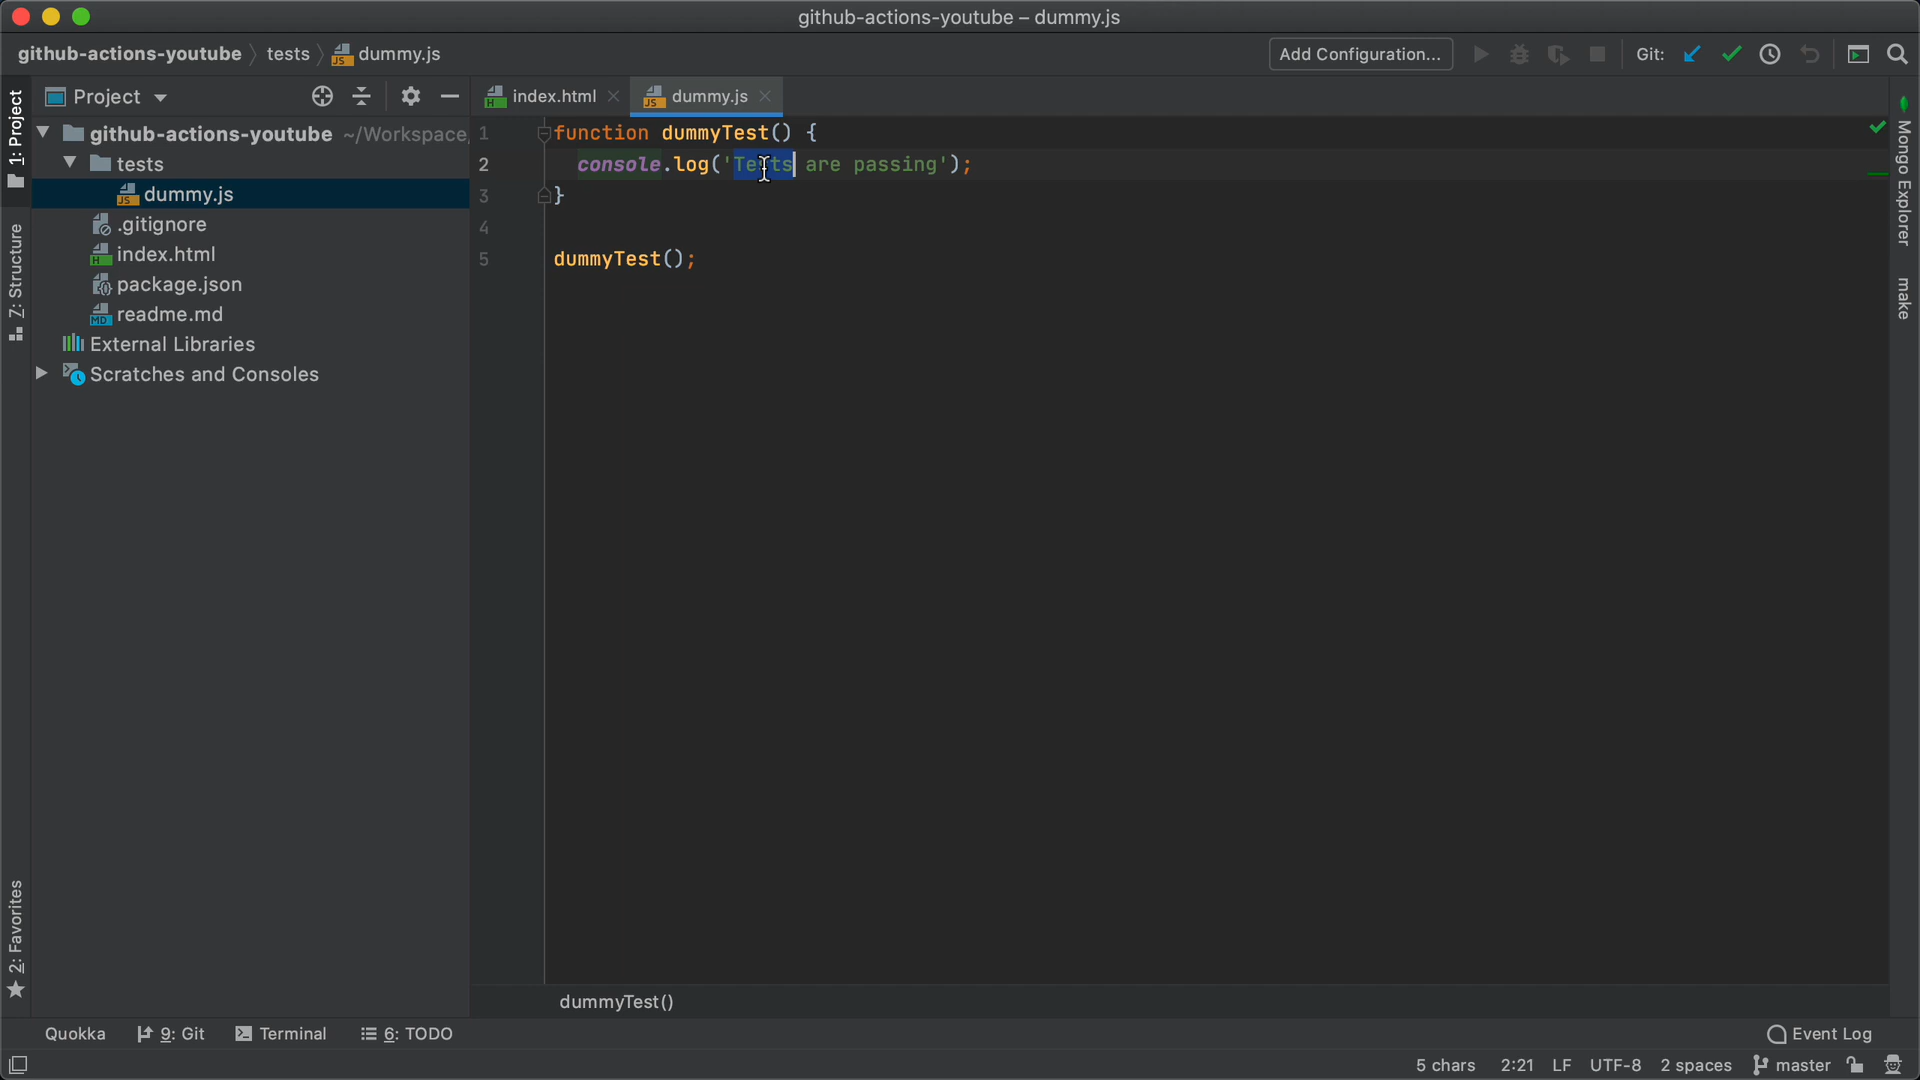 github-actions-youtube – dummy.js
github-actions-youtube tests dummy.js
Add Configuration...
Git:
1: Project
Z: Structure
2: Favorites
Project
github-actions-youtube ~/Workspace
tests
dummy.js
.gitignore
index.html
package.json
readme.md
External Libraries
Scratches and Consoles
index.html dummy.js
1 function dummyTest() {
2 console.log('Tests are passing');
3 }
4
5 dummyTest();
Mongo Explorer
make
dummyTest()
Quokka 9: Git Terminal 6: TODO
Event Log
5 chars 2:21 LF UTF-8 2 spaces master